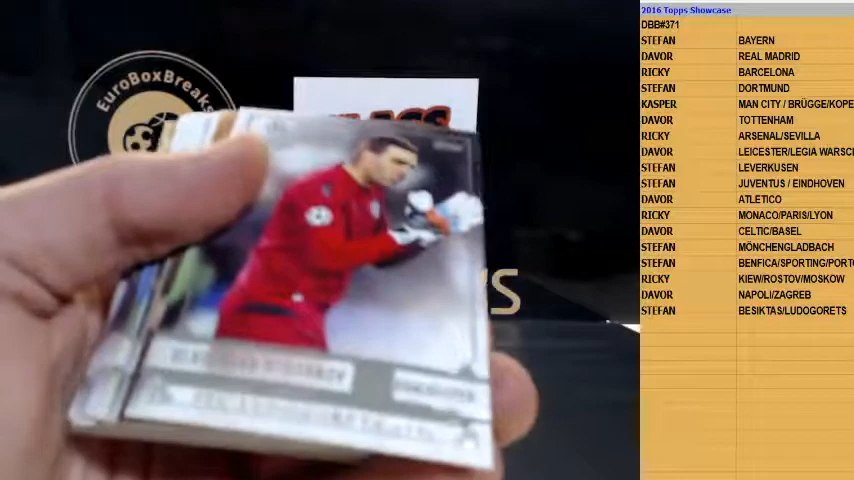 EuroBoxBreaks
2016 Topps Showcase
DBB#371
STEFAN BAYERN
DAVOR REAL MADRID
RICKY BARCELONA
STEFAN DORTMUND
KASPER MAN CITY / BRÜGGE/KOPE
DAVOR TOTTENHAM
RICKY ARSENAL/SEVILLA
DAVOR LEICESTER/LEGIA WARSC
STEFAN LEVERKUSEN
STEFAN JUVENTUS / EINDHOVEN
DAVOR ATLETICO
RICKY MONACO/PARIS/LYON
DAVOR CELTIC/BASEL
STEFAN MÖNCHENGLADBACH
STEFAN BENFICA/SPORTING/PORT
RICKY KIEW/ROSTOV/MOSKOW
DAVOR NAPOLI/ZAGREB
STEFAN BESIKTAS/LUDOGORETS